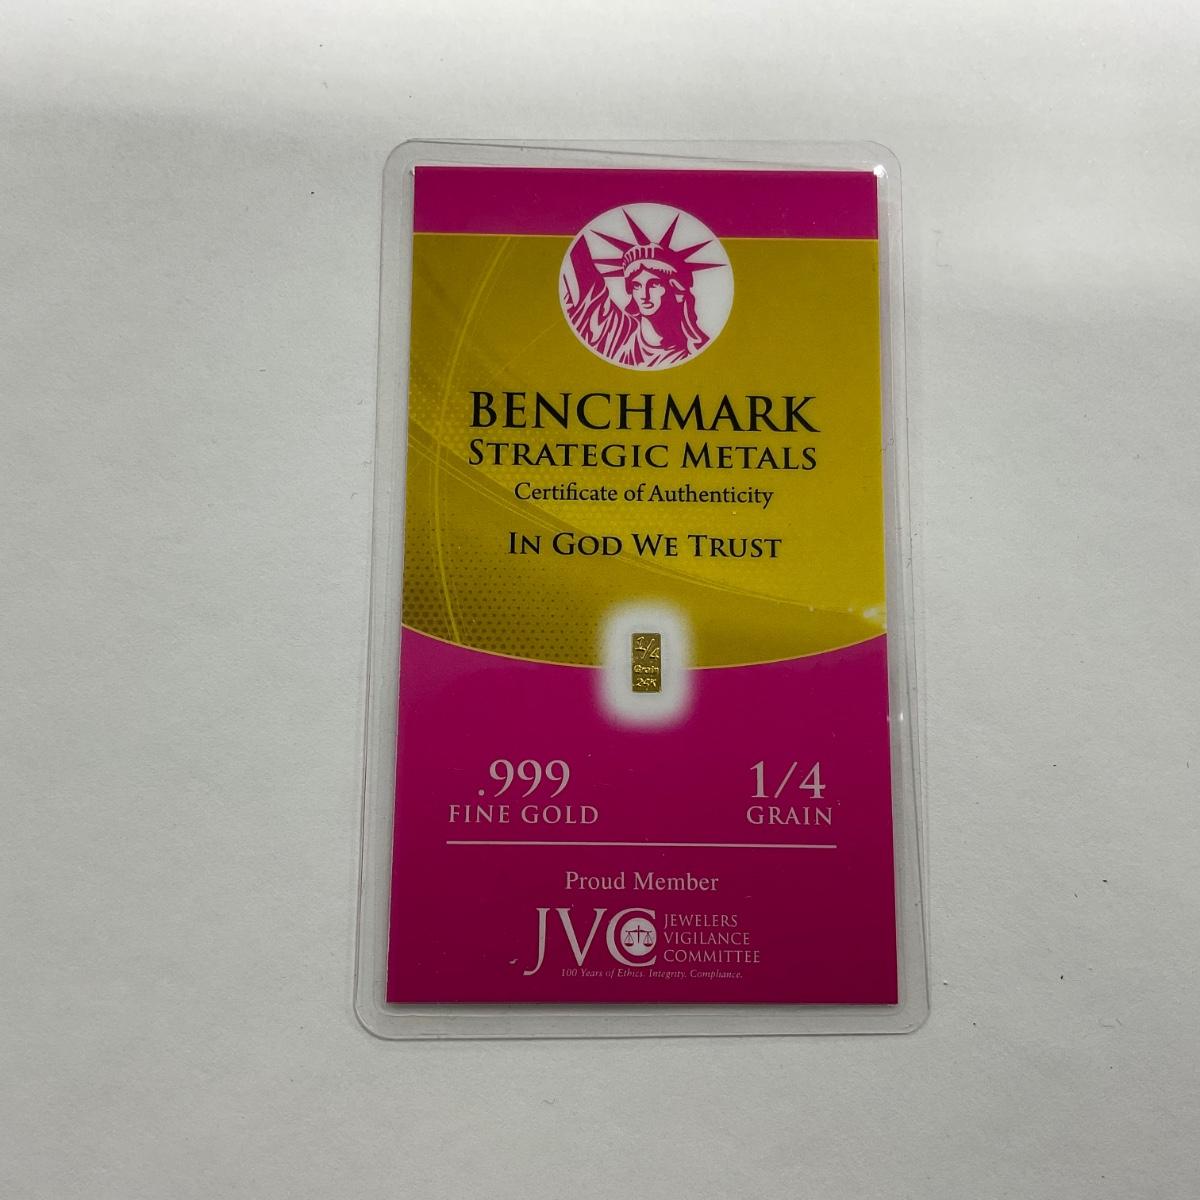 BENCHMARK
STRATEGIC METALS
Certificate of Authenticity
IN GOD WE TRUST
1/4
Grain
.24K
.999
FINE GOLD
1/4
GRAIN
Proud Member
JVC
JEWELERS
VIGILANCE
COMMITTEE
100 Years of Ethics. Integrity. Compliance.